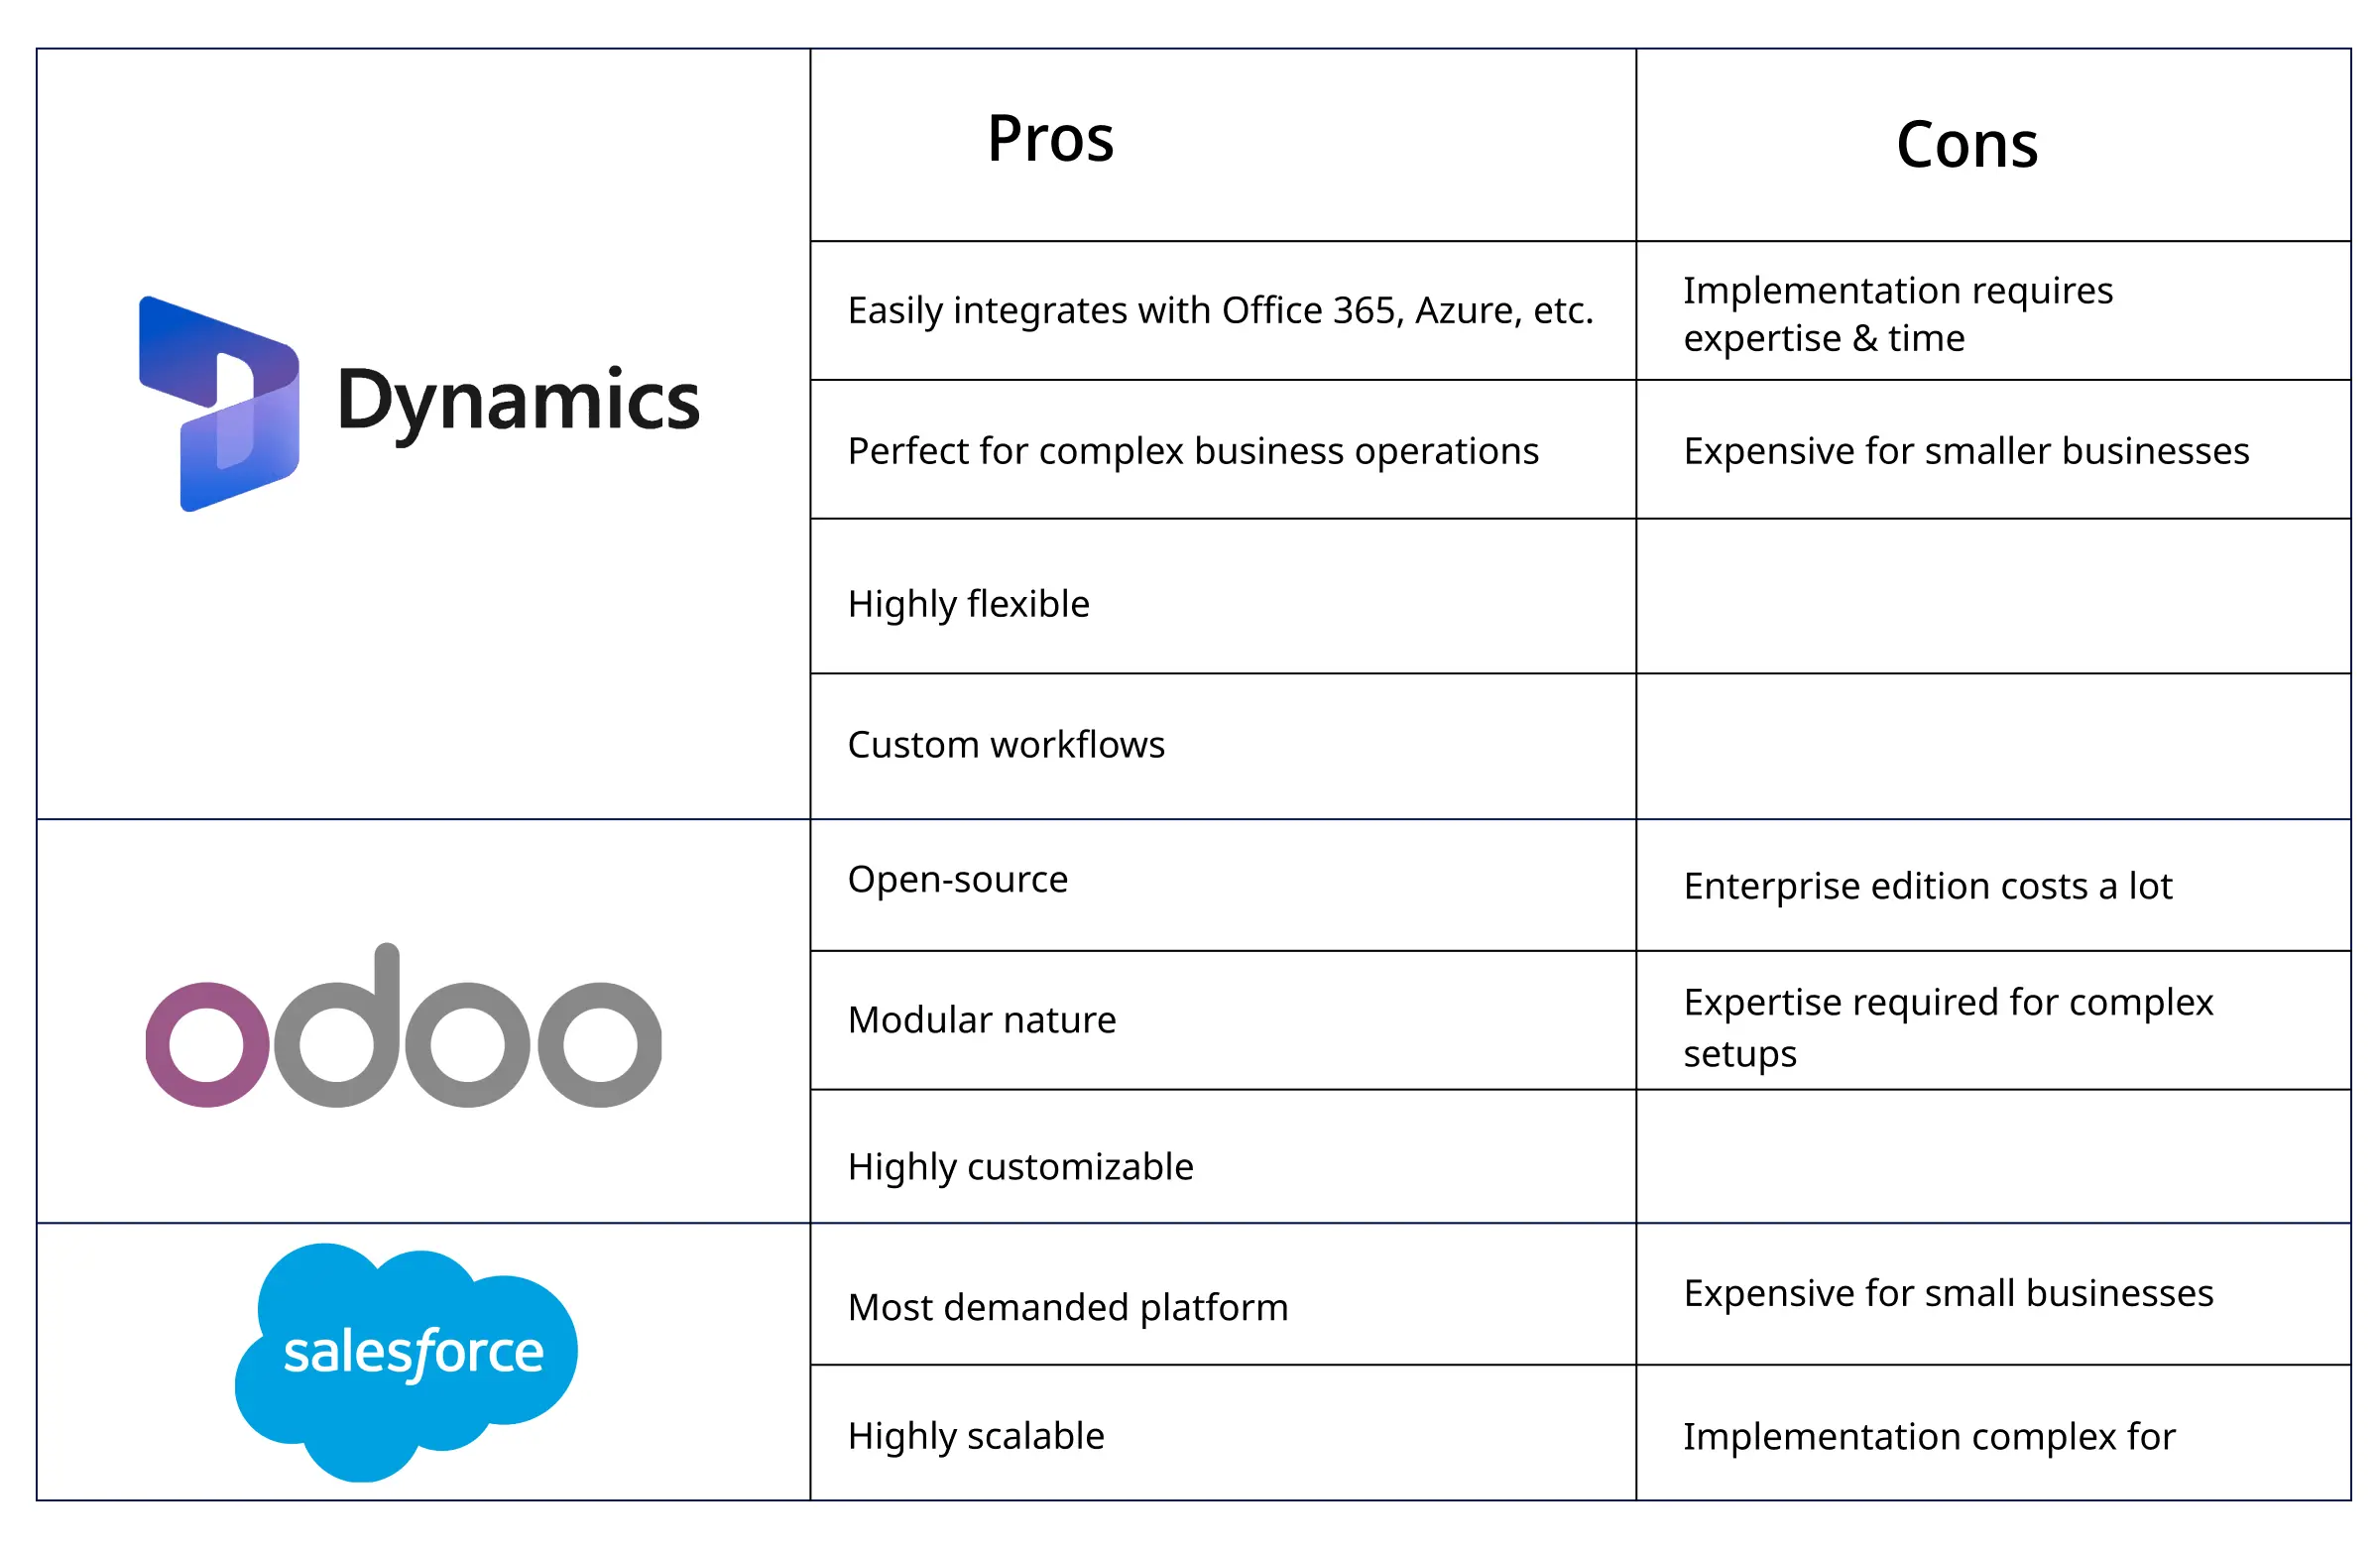 Pros
Cons
Dynamics
Easily integrates with Office 365, Azure, etc.
Implementation requires
expertise & time
Perfect for complex business operations
Expensive for smaller businesses
Highly flexible
Custom workflows
odoo
Open-source
Enterprise edition costs a lot
Modular nature
Expertise required for complex
setups
Highly customizable
salesforce
Most demanded platform
Expensive for small businesses
Highly scalable
Implementation complex for